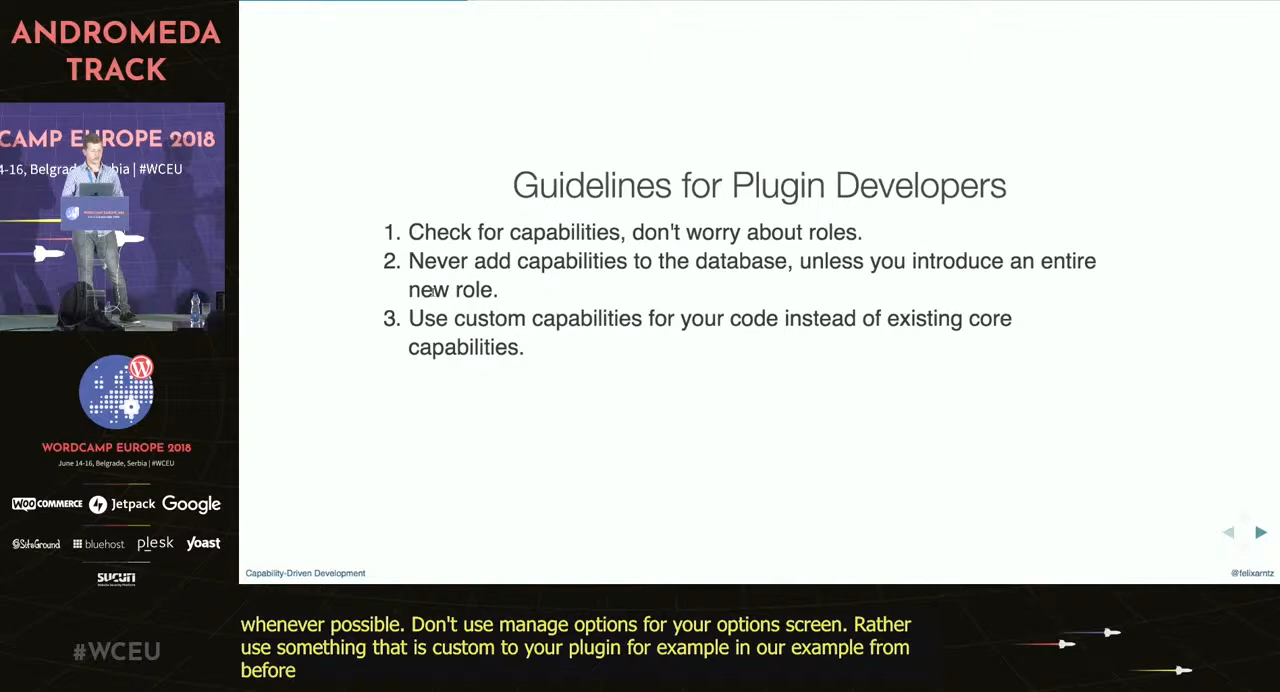 ANDROMEDA
TRACK
CAMP EUROPE 2018
4-16, Belgrad bia | #WCEU
WORDCAMP EUROPE 2018
June 14-16, Belgrade, Serbia | #WCEU
WOO COMMERCE Jetpack Google
SiteGround bluehost plesk yoast
SUCURI
#WCEU
Guidelines for Plugin Developers
1. Check for capabilities, don't worry about roles.
2. Never add capabilities to the database, unless you introduce an entire
new role.
3. Use custom capabilities for your code instead of existing core
capabilities.
Capability-Driven Development
@felixarntz
whenever possible. Don't use manage options for your options screen. Rather
use something that is custom to your plugin for example in our example from
before